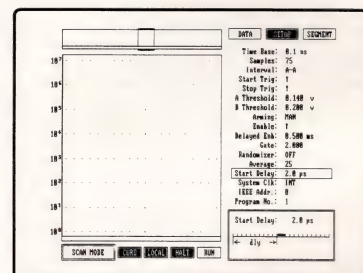 DATA SETUP SEGMENT
Time Base: 0.1 ns
Samples: 75
Interval: A-A
Start Trig: ↑
Stop Trig: ↑
A Threshold: 0.140 v
B Threshold: 0.200 v
Arming: MAN
Enable: ↑
Delayed Enb: 0.500 ms
Gate: 2.000
Randomizer: OFF
Average: 25
Start Delay: 2.0 ps
System Clk: INT
IEEE Addr.: 0
Program No.: 1
10⁷
10⁶
10⁵
10⁴
10³
10²
10¹
10⁰
Start Delay: 2.0 ps
dly
SCAN MODE CURS LOCAL HALT RUN